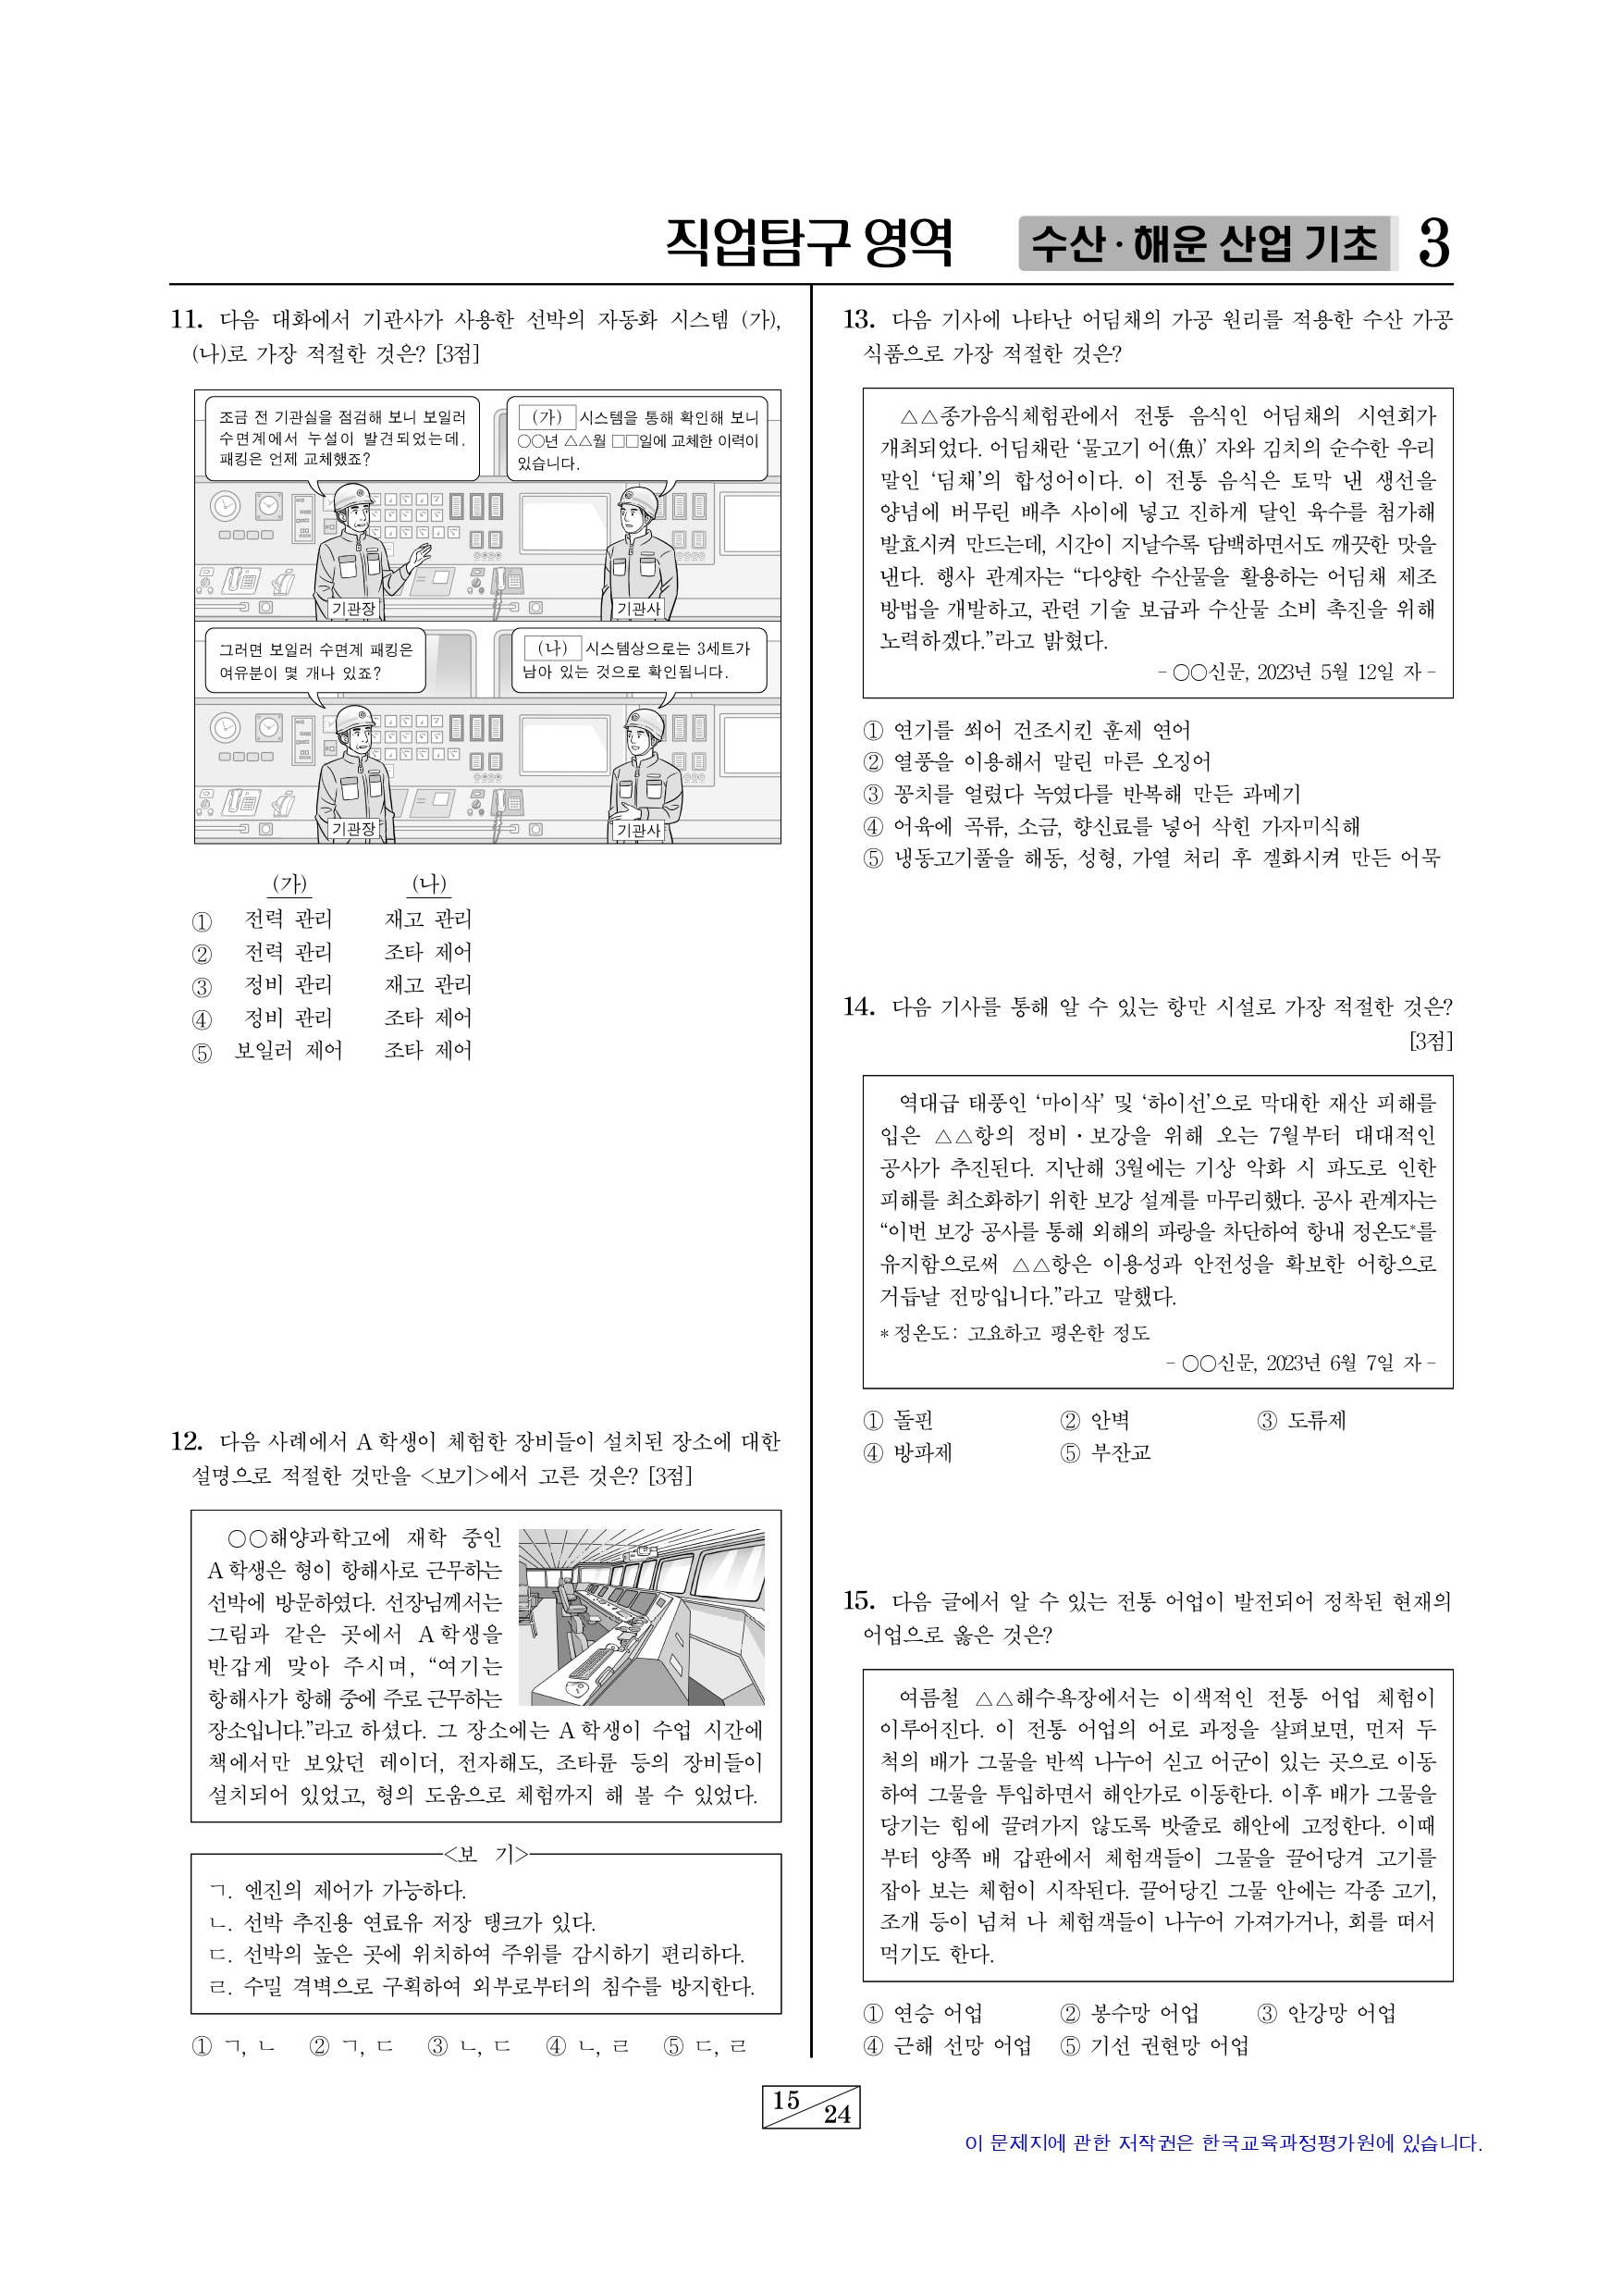 직업탐구 영역 수산·해운 산업 기초 3
11. 다음 대화에서 기관사가 사용한 선박의 자동화 시스템 (가),
(나)로 가장 적절한 것은? [3점]
조금 전 기관실을 점검해 보니 보일러
수면계에서 누설이 발견되었는데,
패킹은 언제 교체했죠?
(가) 시스템을 통해 확인해 보니
○○년 △△월 □□일에 교체한 이력이
있습니다.
기관장
기관사
그러면 보일러 수면계 패킹은
여유분이 몇 개나 있죠?
(나) 시스템상으로는 3세트가
남아 있는 것으로 확인됩니다.
기관장
기관사
(가) (나)
① 전력 관리 재고 관리
② 전력 관리 조타 제어
③ 정비 관리 재고 관리
④ 정비 관리 조타 제어
⑤ 보일러 제어 조타 제어
12. 다음 사례에서 A 학생이 체험한 장비들이 설치된 장소에 대한
설명으로 적절한 것만을 <보기>에서 고른 것은? [3점]
○○해양과학고에 재학 중인
A 학생은 형이 항해사로 근무하는
선박에 방문하였다. 선장님께서는
그림과 같은 곳에서 A 학생을
반갑게 맞아 주시며, “여기는
항해사가 항해 중에 주로 근무하는
장소입니다.”라고 하셨다. 그 장소에는 A 학생이 수업 시간에
책에서만 보았던 레이더, 전자해도, 조타륜 등의 장비들이
설치되어 있었고, 형의 도움으로 체험까지 해 볼 수 있었다.
<보 기>
ㄱ. 엔진의 제어가 가능하다.
ㄴ. 선박 추진용 연료유 저장 탱크가 있다.
ㄷ. 선박의 높은 곳에 위치하여 주위를 감시하기 편리하다.
ㄹ. 수밀 격벽으로 구획하여 외부로부터의 침수를 방지한다.
① ㄱ, ㄴ ② ㄱ, ㄷ ③ ㄴ, ㄷ ④ ㄴ, ㄹ ⑤ ㄷ, ㄹ
13. 다음 기사에 나타난 어딤채의 가공 원리를 적용한 수산 가공
식품으로 가장 적절한 것은?
△△종가음식체험관에서 전통 음식인 어딤채의 시연회가
개최되었다. 어딤채란 ‘물고기 어(魚)’ 자와 김치의 순수한 우리
말인 ‘딤채’의 합성어이다. 이 전통 음식은 토막 낸 생선을
양념에 버무린 배추 사이에 넣고 진하게 달인 육수를 첨가해
발효시켜 만드는데, 시간이 지날수록 담백하면서도 깨끗한 맛을
낸다. 행사 관계자는 “다양한 수산물을 활용하는 어딤채 제조
방법을 개발하고, 관련 기술 보급과 수산물 소비 촉진을 위해
노력하겠다.”라고 밝혔다.
- ○○신문, 2023년 5월 12일 자 -
① 연기를 쐬어 건조시킨 훈제 연어
② 열풍을 이용해서 말린 마른 오징어
③ 꽁치를 얼렸다 녹였다를 반복해 만든 과메기
④ 어육에 곡류, 소금, 향신료를 넣어 삭힌 가자미식해
⑤ 냉동고기풀을 해동, 성형, 가열 처리 후 겔화시켜 만든 어묵
14. 다음 기사를 통해 알 수 있는 항만 시설로 가장 적절한 것은?
[3점]
역대급 태풍인 ‘마이삭’ 및 ‘하이선’으로 막대한 재산 피해를
입은 △△항의 정비·보강을 위해 오는 7월부터 대대적인
공사가 추진된다. 지난해 3월에는 기상 악화 시 파도로 인한
피해를 최소화하기 위한 보강 설계를 마무리했다. 공사 관계자는
“이번 보강 공사를 통해 외해의 파랑을 차단하여 항내 정온도*를
유지함으로써 △△항은 이용성과 안전성을 확보한 어항으로
거듭날 전망입니다.”라고 말했다.
* 정온도: 고요하고 평온한 정도
- ○○신문, 2023년 6월 7일 자 -
① 돌핀 ② 안벽 ③ 도류제
④ 방파제 ⑤ 부잔교
15. 다음 글에서 알 수 있는 전통 어업이 발전되어 정착된 현재의
어업으로 옳은 것은?
여름철 △△해수욕장에서는 이색적인 전통 어업 체험이
이루어진다. 이 전통 어업의 어로 과정을 살펴보면, 먼저 두
척의 배가 그물을 반씩 나누어 싣고 어군이 있는 곳으로 이동
하여 그물을 투입하면서 해안가로 이동한다. 이후 배가 그물을
당기는 힘에 끌려가지 않도록 밧줄로 해안에 고정한다. 이때
부터 양쪽 배 갑판에서 체험객들이 그물을 끌어당겨 고기를
잡아 보는 체험이 시작된다. 끌어당긴 그물 안에는 각종 고기,
조개 등이 넘쳐 나 체험객들이 나누어 가져가거나, 회를 떠서
먹기도 한다.
① 연승 어업 ② 봉수망 어업 ③ 안강망 어업
④ 근해 선망 어업 ⑤ 기선 권현망 어업
15 24
이 문제지에 관한 저작권은 한국교육과정평가원에 있습니다.